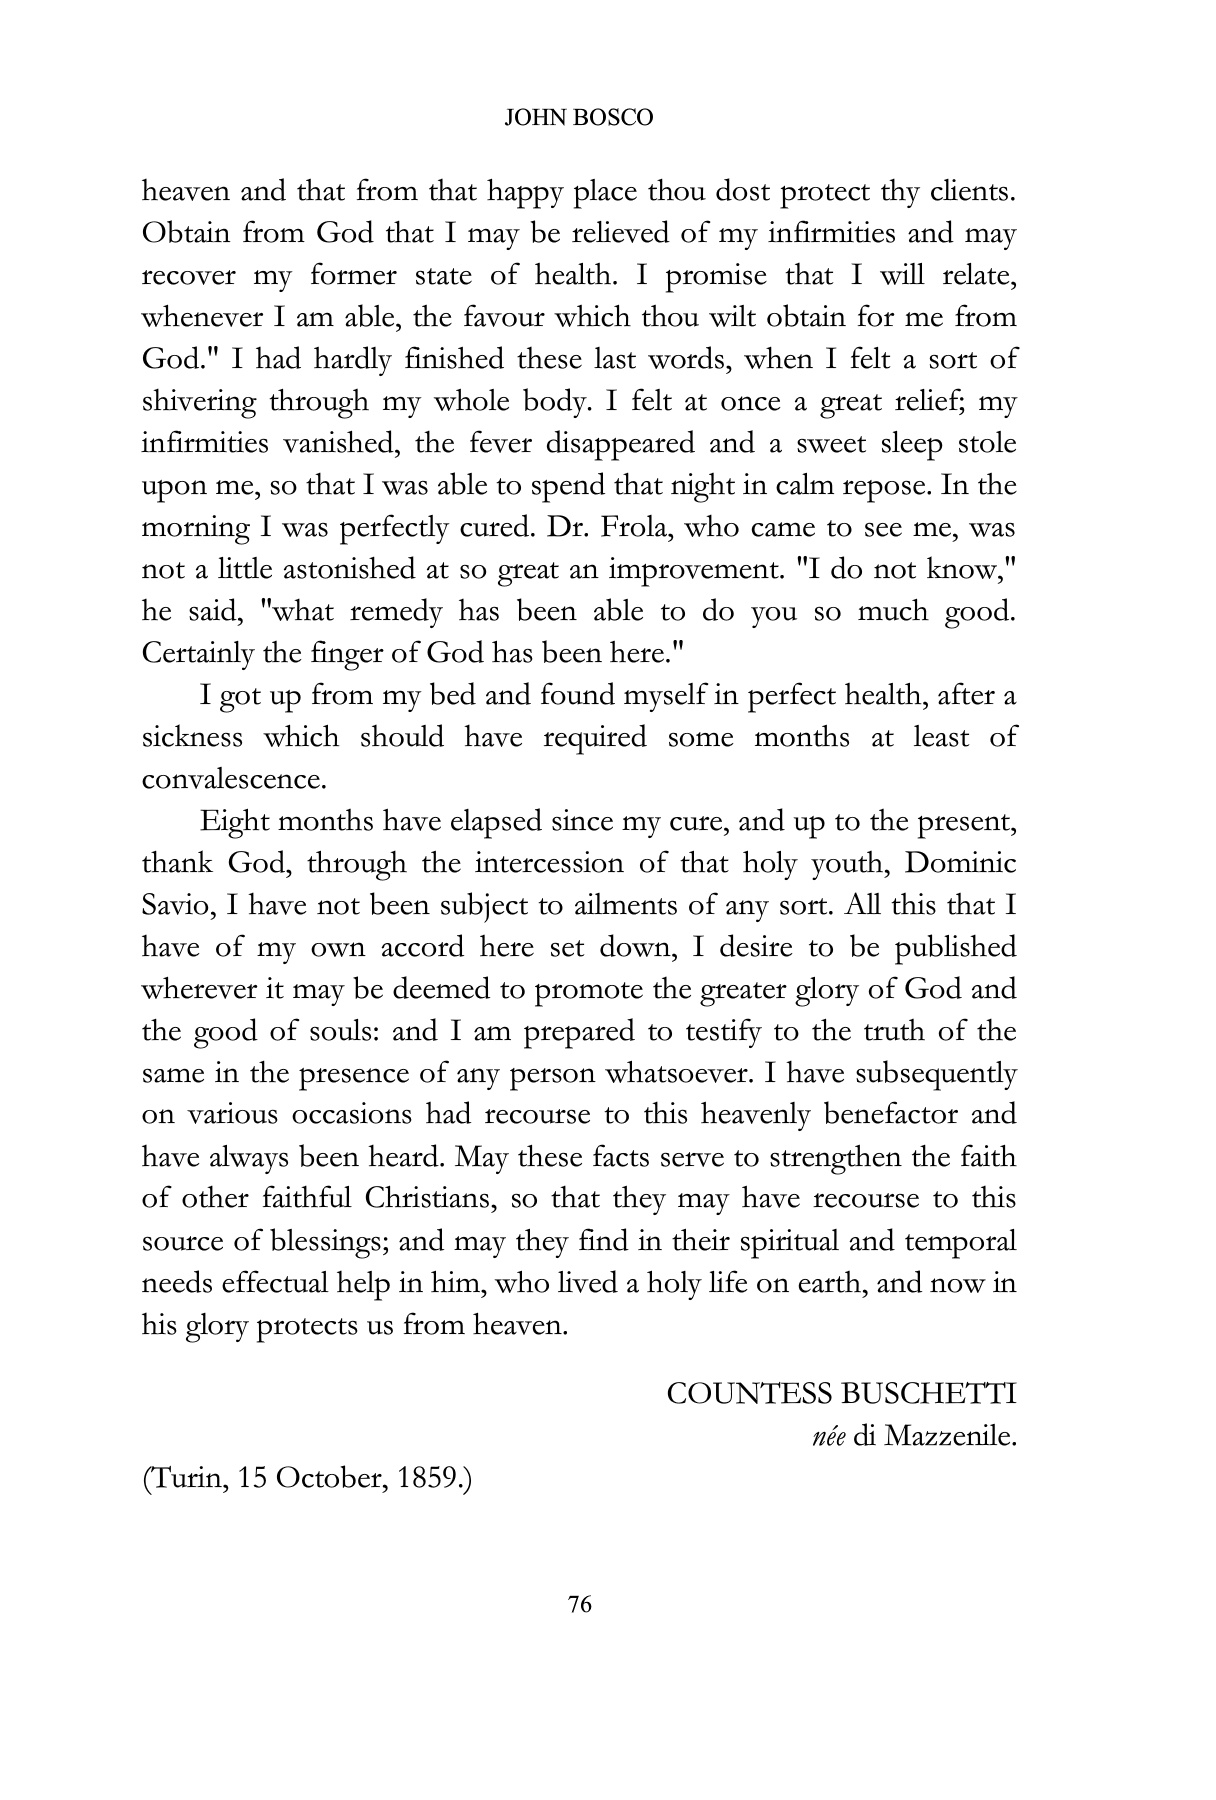 JOHN BOSCO
heaven and that from that happy place thou dost protect thy clients.
Obtain from God that I may be relieved of my infirmities and may
recover my former state of health. I promise that I will relate,
whenever I am able, the favour which thou wilt obtain for me from
God." I had hardly finished these last words, when I felt a sort of
shivering through my whole body. I felt at once a great relief; my
infirmities vanished, the fever disappeared and a sweet sleep stole
upon me, so that I was able to spend that night in calm repose. In the
morning I was perfectly cured. Dr. Frola, who came to see me, was
not a little astonished at so great an improvement. "I do not know,"
he said, "what remedy has been able to do you so much good.
Certainly the finger of God has been here."
I got up from my bed and found myself in perfect health, after a
sickness which should have required some months at least of
convalescence.
Eight months have elapsed since my cure, and up to the present,
thank God, through the intercession of that holy youth, Dominic
Savio, I have not been subject to ailments of any sort. All this that I
have of my own accord here set down, I desire to be published
wherever it may be deemed to promote the greater glory of God and
the good of souls: and I am prepared to testify to the truth of the
same in the presence of any person whatsoever. I have subsequently
on various occasions had recourse to this heavenly benefactor and
have always been heard. May these facts serve to strengthen the faith
of other faithful Christians, so that they may have recourse to this
source of blessings; and may they find in their spiritual and temporal
needs effectual help in him, who lived a holy life on earth, and now in
his glory protects us from heaven.
COUNTESS BUSCHETTI
née di Mazzenile.
(Turin, 15 October, 1859.)
76